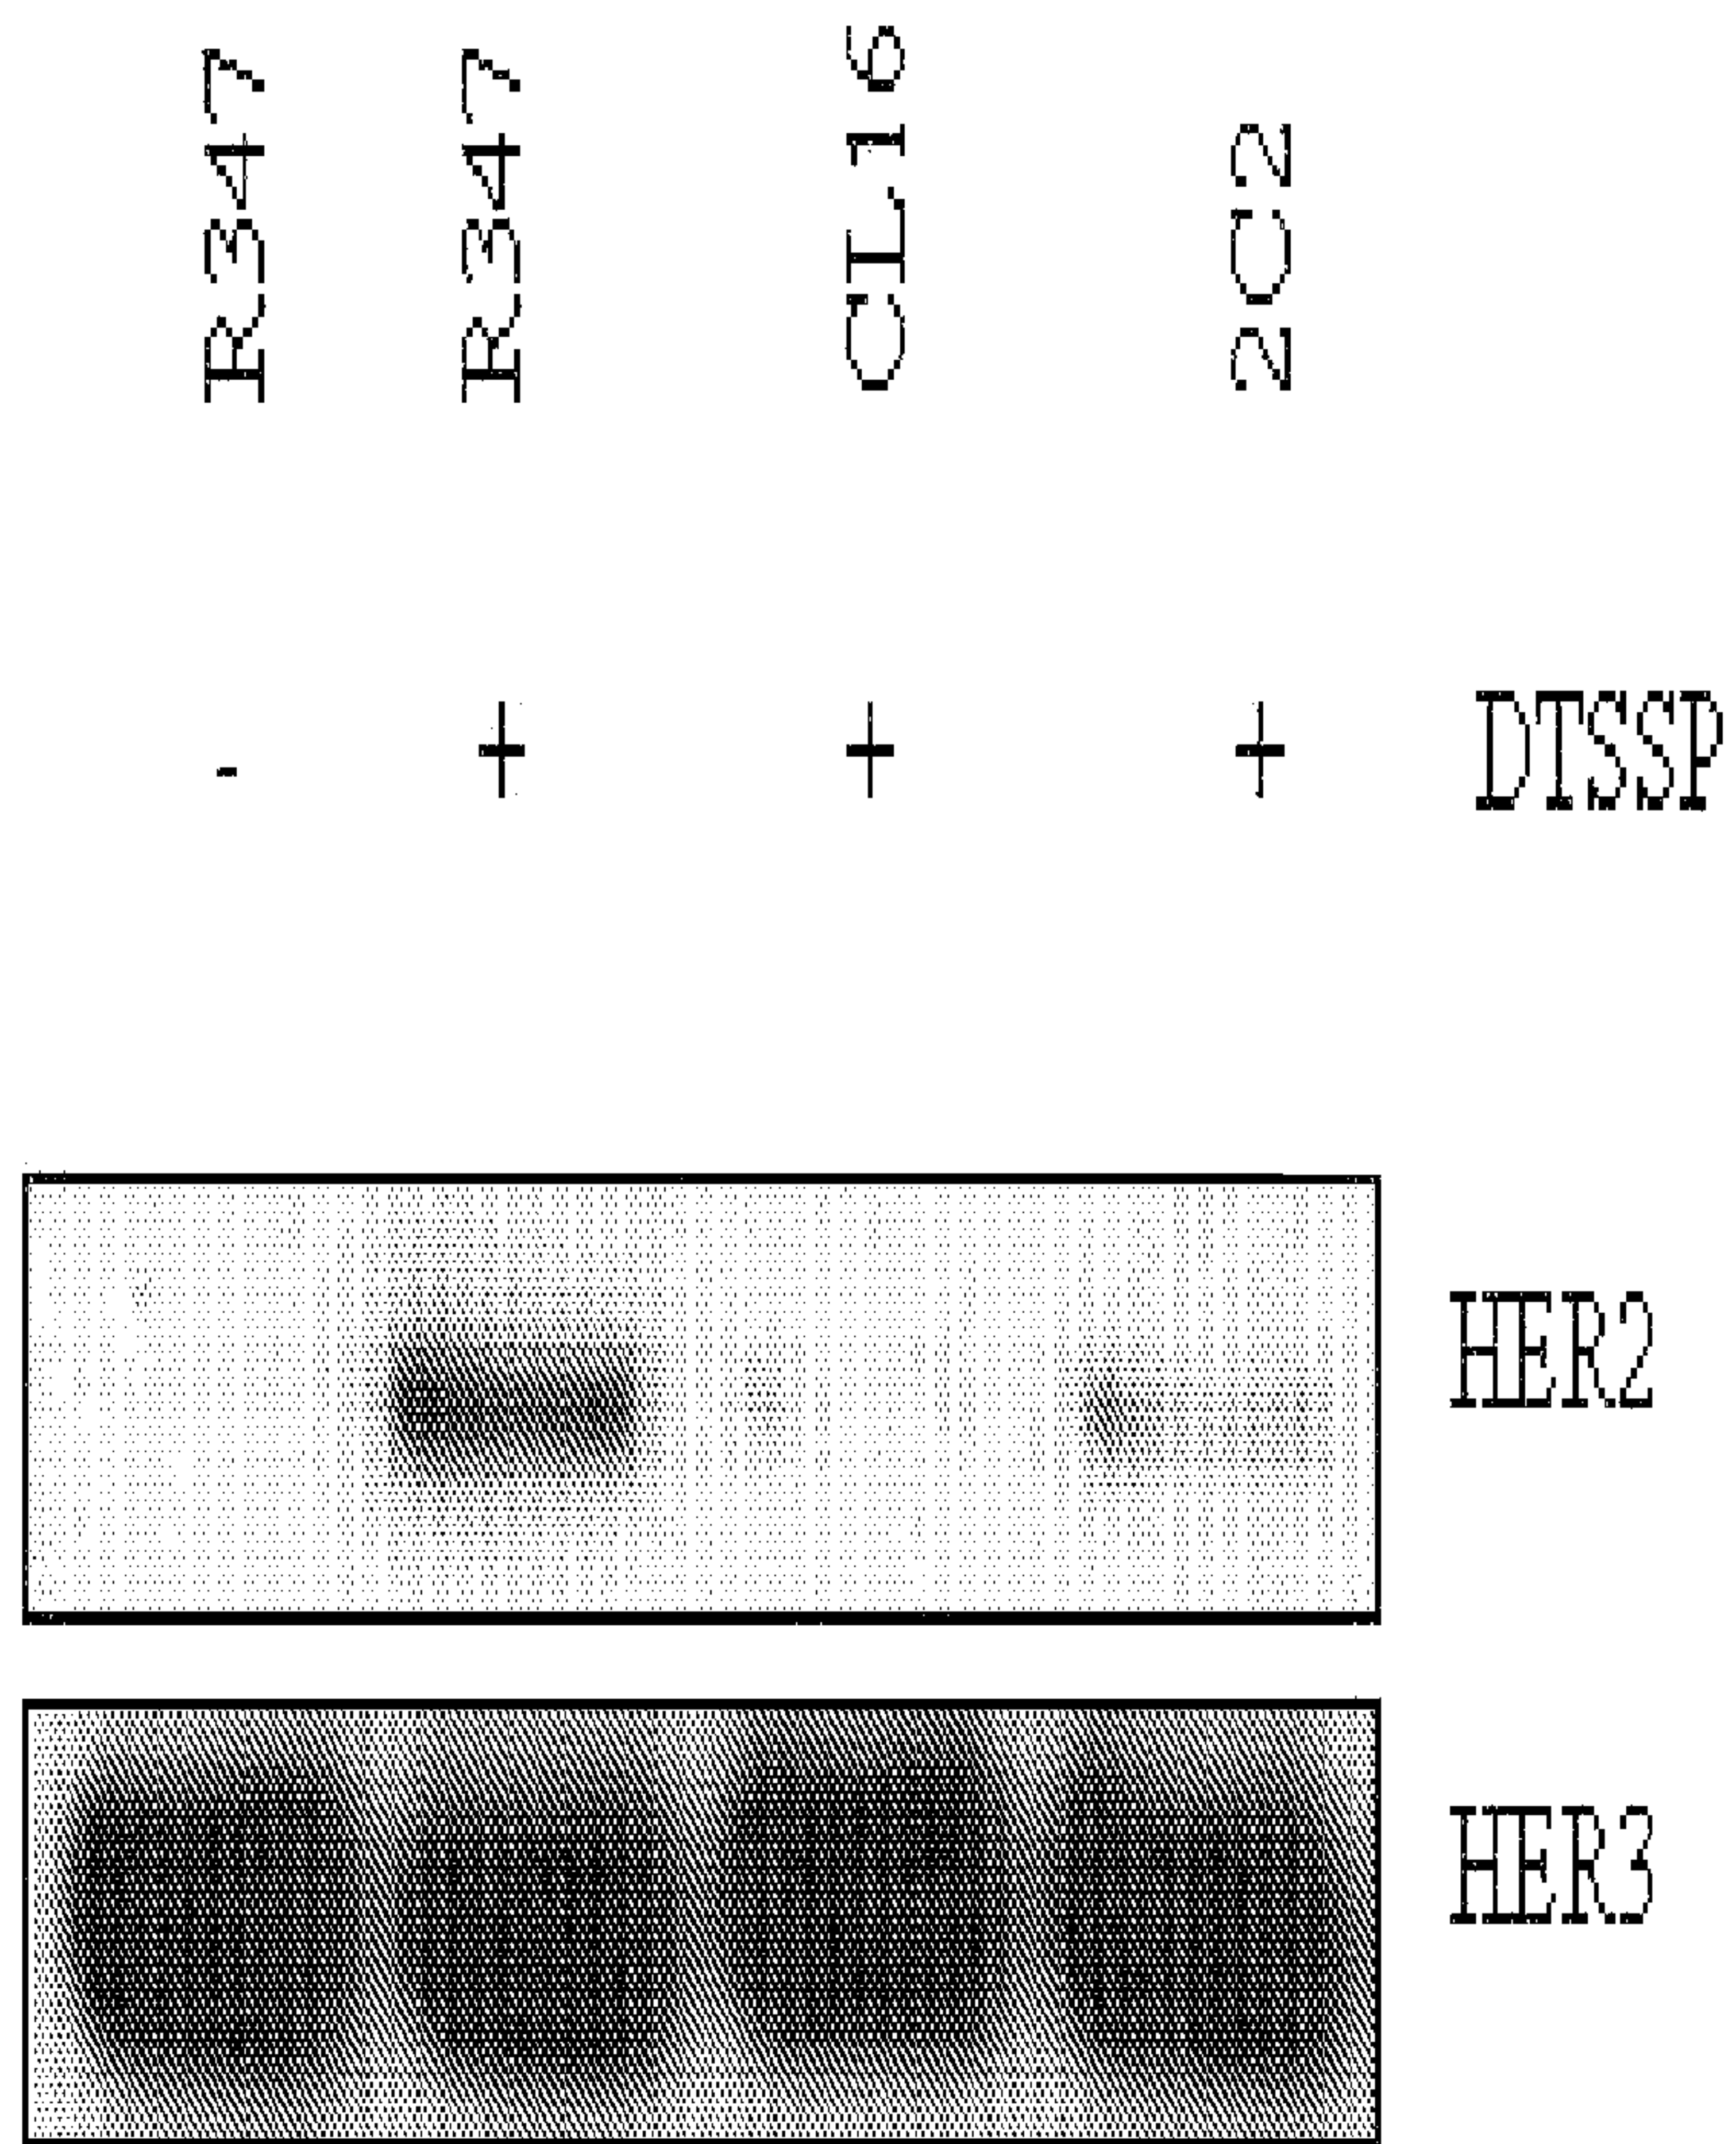 R347
R347
CL16
2C2
- + + + DTSSP
HER2
HER3